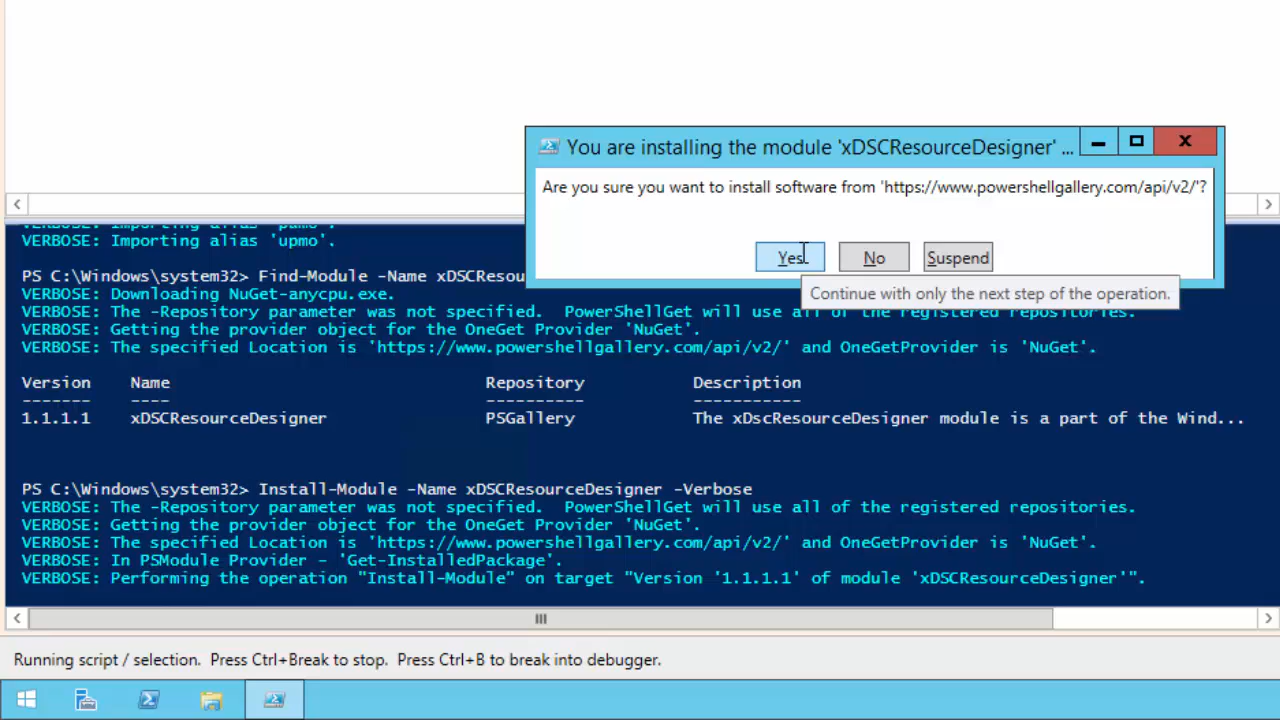 You are installing the module 'xDSCResourceDesigner' ...
Are you sure you want to install software from 'https://www.powershellgallery.com/api/v2/'?
Yes No Suspend
Continue with only the next step of the operation.
VERBOSE: Importing alias 'pumo'.
VERBOSE: Importing alias 'upmo'.
PS C:\Windows\system32> Find-Module -Name xDSCResou
VERBOSE: Downloading NuGet-anycpu.exe.
VERBOSE: The -Repository parameter was not specified.  PowerShellGet will use all of the registered repositories.
VERBOSE: Getting the provider object for the OneGet Provider 'NuGet'.
VERBOSE: The specified Location is 'https://www.powershellgallery.com/api/v2/' and OneGetProvider is 'NuGet'.
Version Name Repository Description
------- ---- ---------- -----------
1.1.1.1 xDSCResourceDesigner PSGallery The xDscResourceDesigner module is a part of the Wind...
PS C:\Windows\system32> Install-Module -Name xDSCResourceDesigner -Verbose
VERBOSE: The -Repository parameter was not specified.  PowerShellGet will use all of the registered repositories.
VERBOSE: Getting the provider object for the OneGet Provider 'NuGet'.
VERBOSE: The specified Location is 'https://www.powershellgallery.com/api/v2/' and OneGetProvider is 'NuGet'.
VERBOSE: In PSModule Provider - 'Get-InstalledPackage'.
VERBOSE: Performing the operation "Install-Module" on target "Version '1.1.1.1' of module 'xDSCResourceDesigner'".
Running script / selection.  Press Ctrl+Break to stop.  Press Ctrl+B to break into debugger.